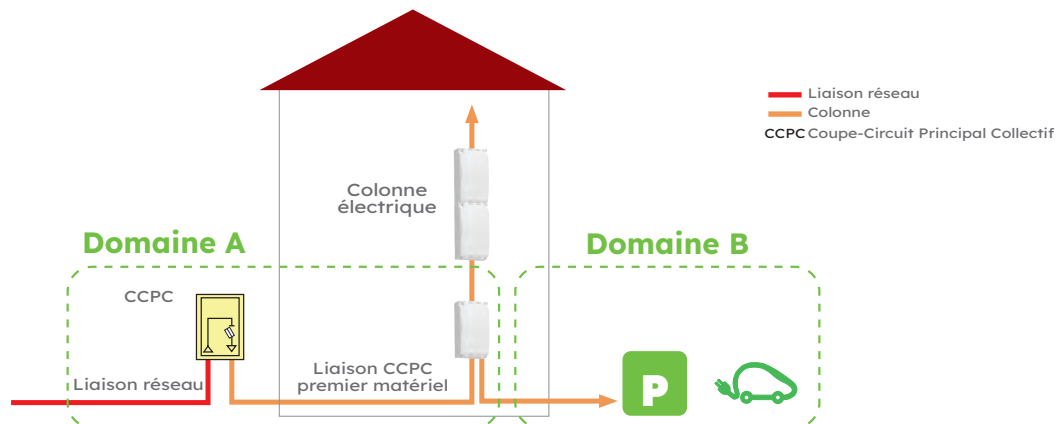 Liaison réseau
Colonne
CCPC Coupe-Circuit Principal Collectif
Colonne
électrique
Domaine A
Domaine B
CCPC
Liaison réseau
Liaison CCPC
premier matériel
P